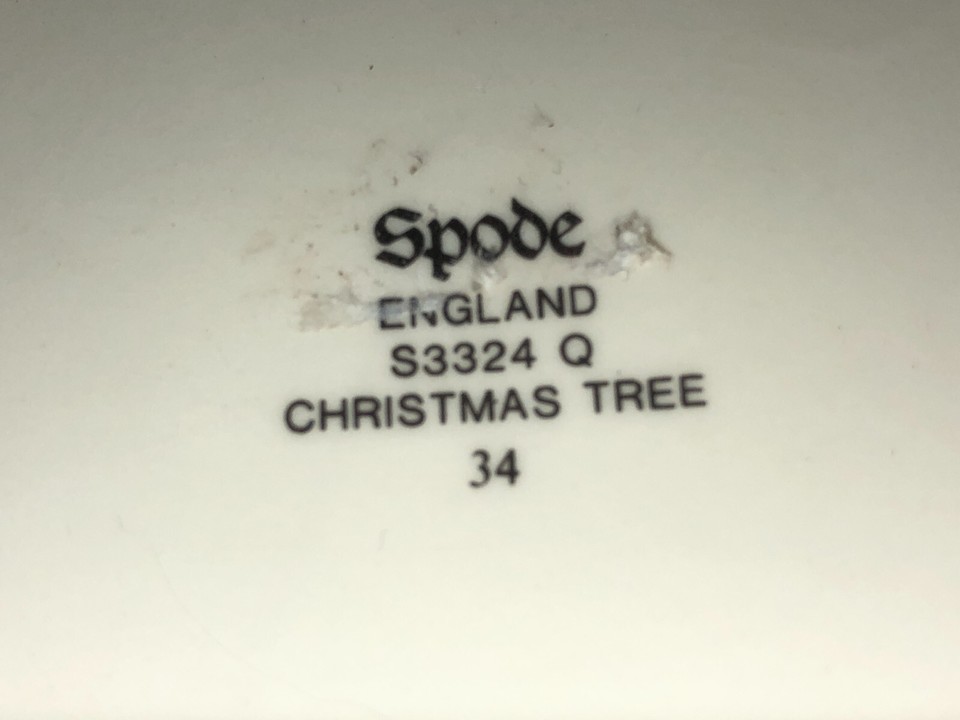 Spode
ENGLAND
S3324 Q
CHRISTMAS TREE
34